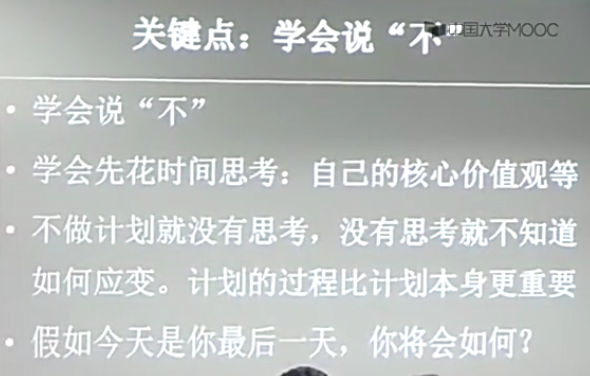 关键点：学会说“不
中国大学MOOC
• 学会说“不”
• 学会先花时间思考：自己的核心价值观等
• 不做计划就没有思考，没有思考就不知道
如何应变。计划的过程比计划本身更重要
• 假如今天是你最后一天，你将会如何？